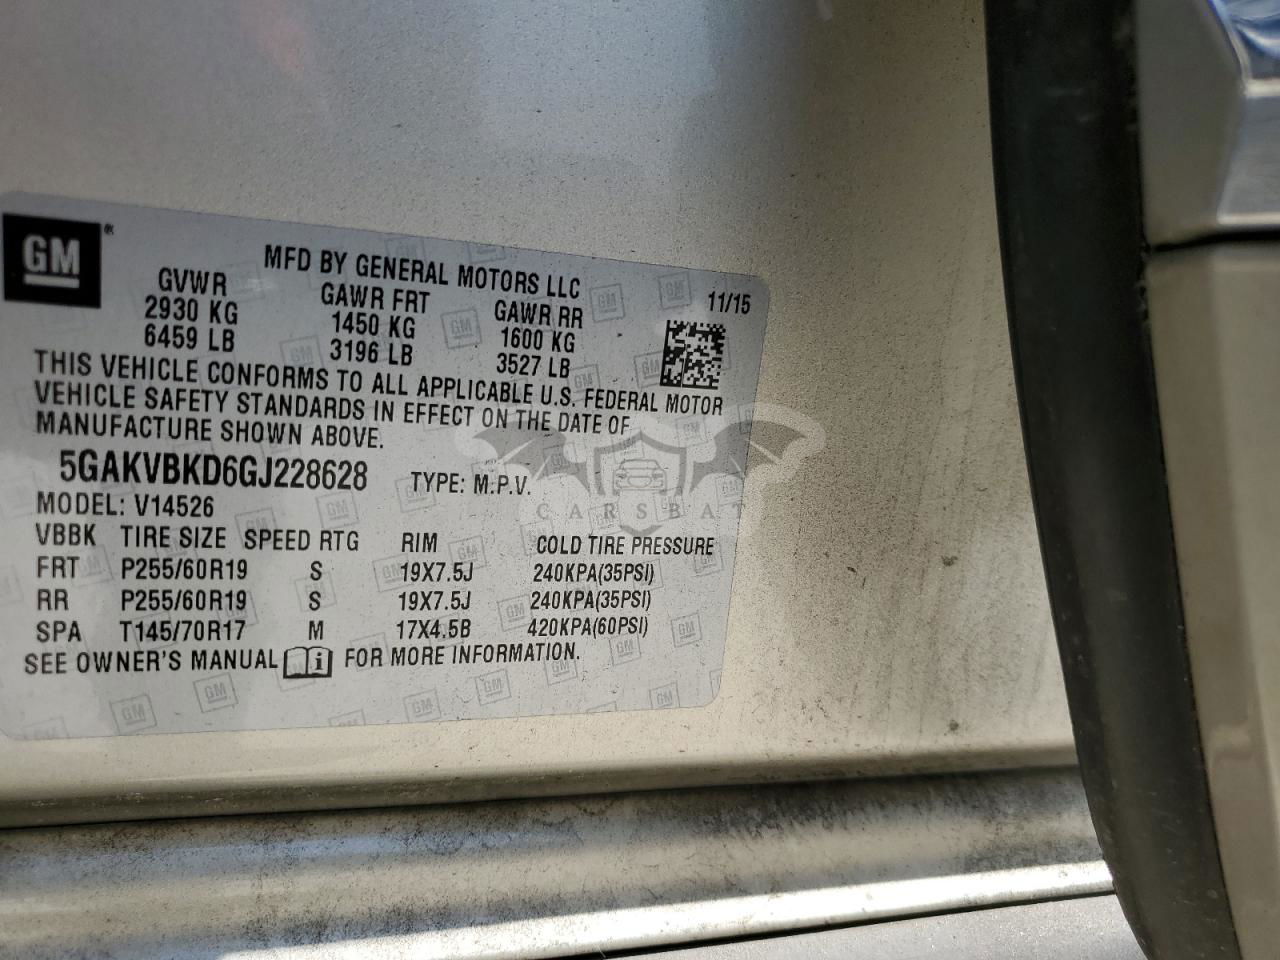 GM®
MFD BY GENERAL MOTORS LLC
GVWR GAWR FRT GAWR RR 11/15
2930 KG 1450 KG 1600 KG
6459 LB 3196 LB 3527 LB
THIS VEHICLE CONFORMS TO ALL APPLICABLE U.S. FEDERAL MOTOR
VEHICLE SAFETY STANDARDS IN EFFECT ON THE DATE OF
MANUFACTURE SHOWN ABOVE.
5GAKVBKD6GJ228628 TYPE: M.P.V.
MODEL: V14526
CARSBAT
VBBK TIRE SIZE SPEED RTG RIM COLD TIRE PRESSURE
FRT P255/60R19 S 19X7.5J 240KPA(35PSI)
RR P255/60R19 S 19X7.5J 240KPA(35PSI)
SPA T145/70R17 M 17X4.5B 420KPA(60PSI)
SEE OWNER'S MANUAL i FOR MORE INFORMATION.